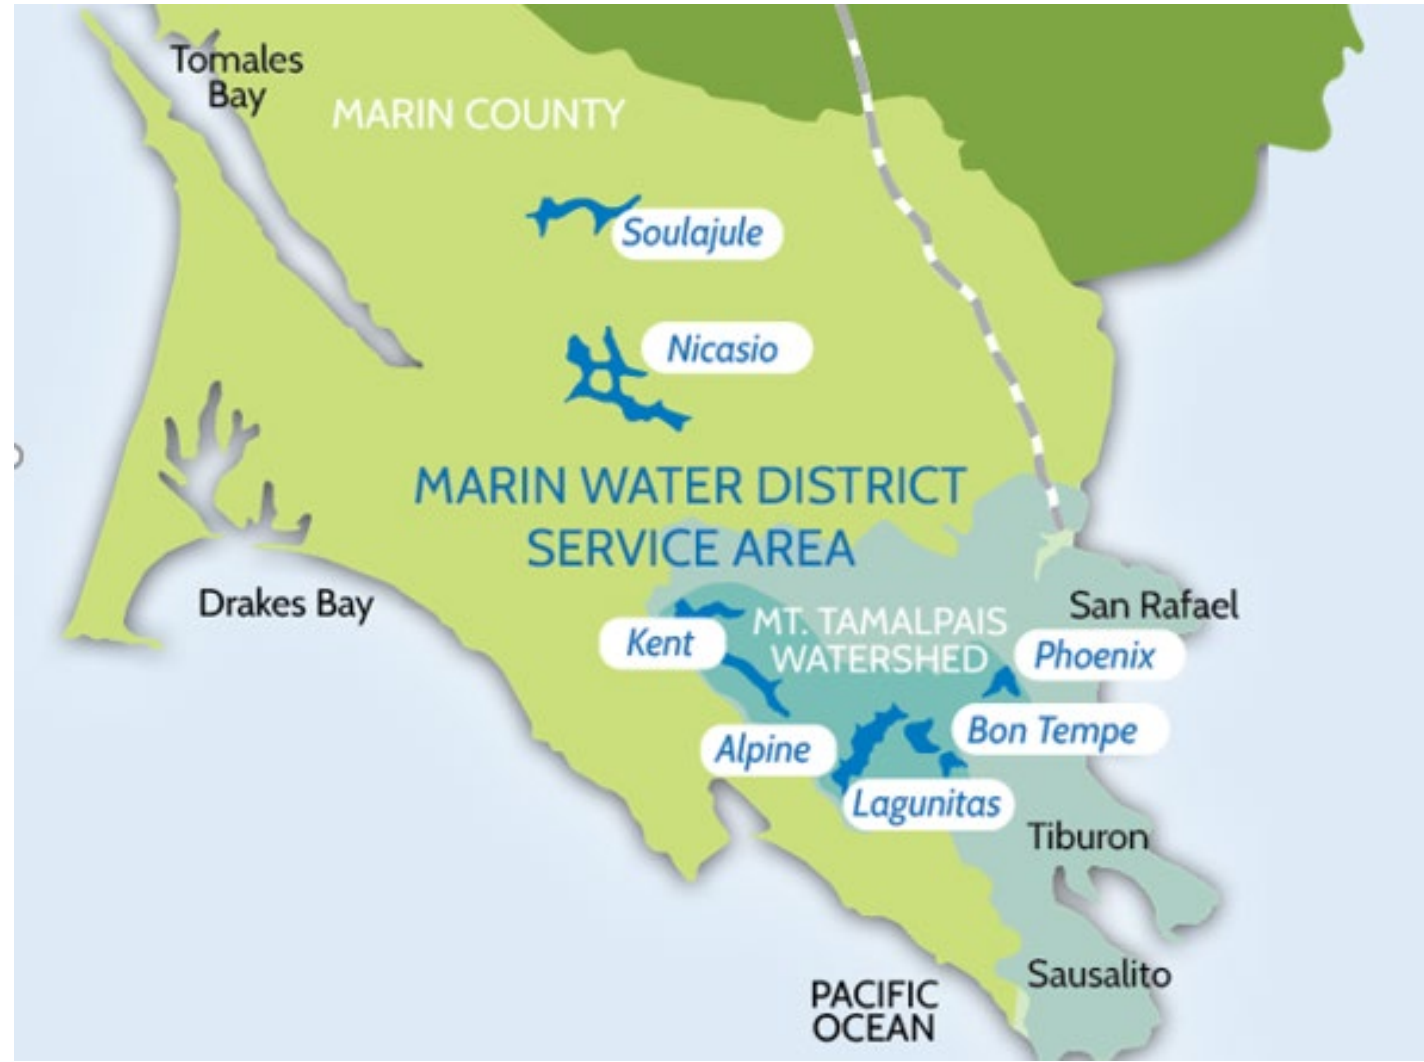 Tomales
Bay
MARIN COUNTY
Soulajule
Nicasio
MARIN WATER DISTRICT
SERVICE AREA
Drakes Bay
San Rafael
MT. TAMALPAIS
WATERSHED
Kent
Phoenix
Bon Tempe
Alpine
Lagunitas
Tiburon
Sausalito
PACIFIC
OCEAN